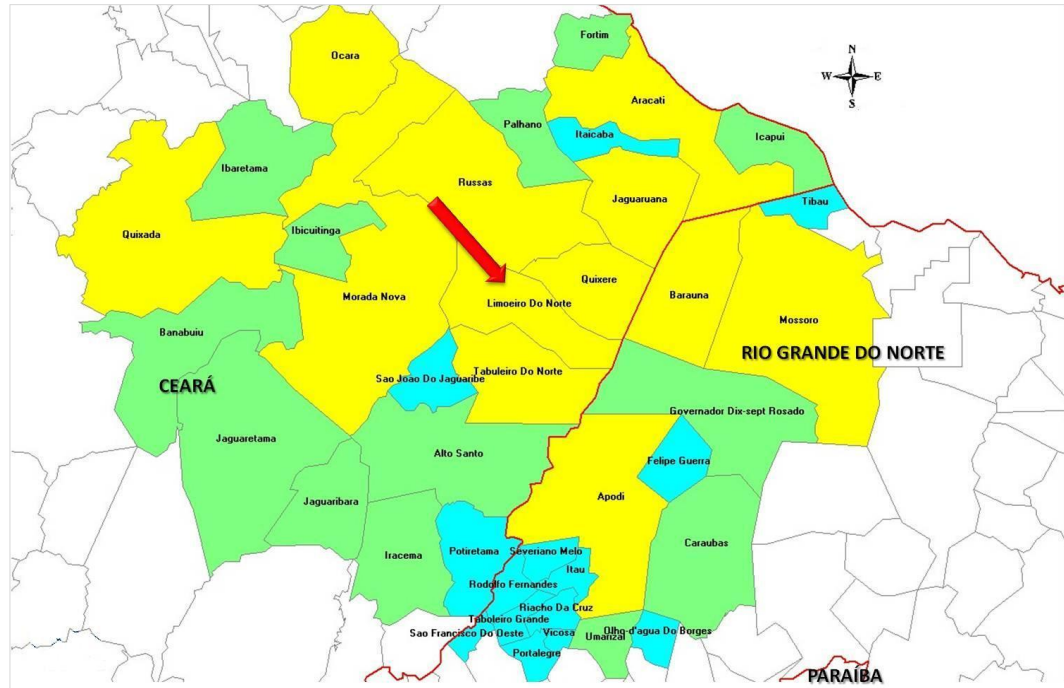 Ocara
Fortim
N
W E
S
Aracati
Palhano
Itaicaba
Icapui
Ibaretama
Russas
Jaguaruana
Tibau
Quixada
Ibicuitinga
Quixere
Morada Nova
Limoeiro Do Norte
Barauna
Mossoro
Banabuiu
RIO GRANDE DO NORTE
CEARÁ
Sao Joao Do Jaguaribe
Tabuleiro Do Norte
Governador Dix-sept Rosado
Jaguaretama
Alto Santo
Felipe Guerra
Jaguaribara
Apodi
Iracema
Potiretama
Severiano Melo
Caraubas
Itau
Rodolfo Fernandes
Riacho Da Cruz
Taboleiro Grande
Sao Francisco Do Oeste
Vicosa
Umarizal
Olho-d'agua Do Borges
Portalegre
PARAÍBA